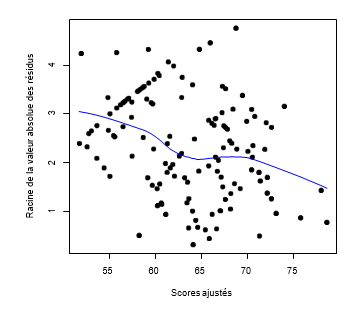 Racine de la valeur absolue des résidus
4
3
2
1
55 60 65 70 75
Scores ajustés